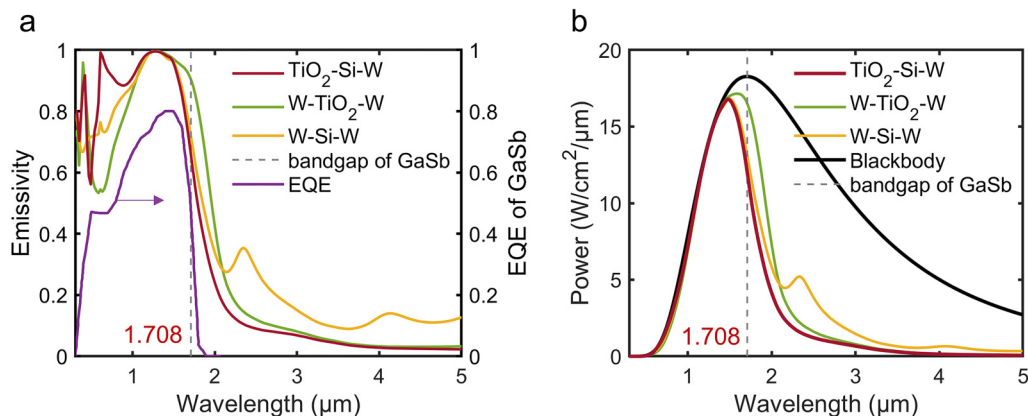 a
Emissivity
1
0.8
0.6
0.4
0.2
0
TiO2-Si-W
W-TiO2-W
W-Si-W
bandgap of GaSb
EQE
1.708
1
0.8
0.6
0.4
0.2
0
EQE of GaSb
1 2 3 4 5
Wavelength (μm)
b
Power (W/cm2/μm)
20
15
10
5
0
TiO2-Si-W
W-TiO2-W
W-Si-W
Blackbody
bandgap of GaSb
1.708
1 2 3 4 5
Wavelength (μm)